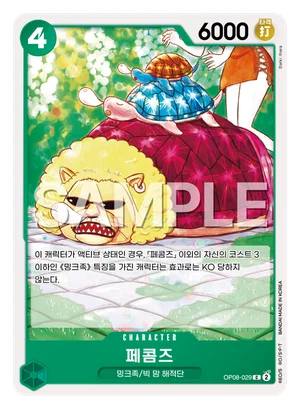 4
6000
타격
打
SAMPLE
이 캐릭터가 액티브 상태인 경우, 「페콤즈」 이외의 자신의 코스트 3
이하인 《밍크족》 특징을 가진 캐릭터는 효과로는 KO 당하지
않는다.
CHARACTER
페콤즈
밍크족/빅 맘 해적단
OP08-029 C 2